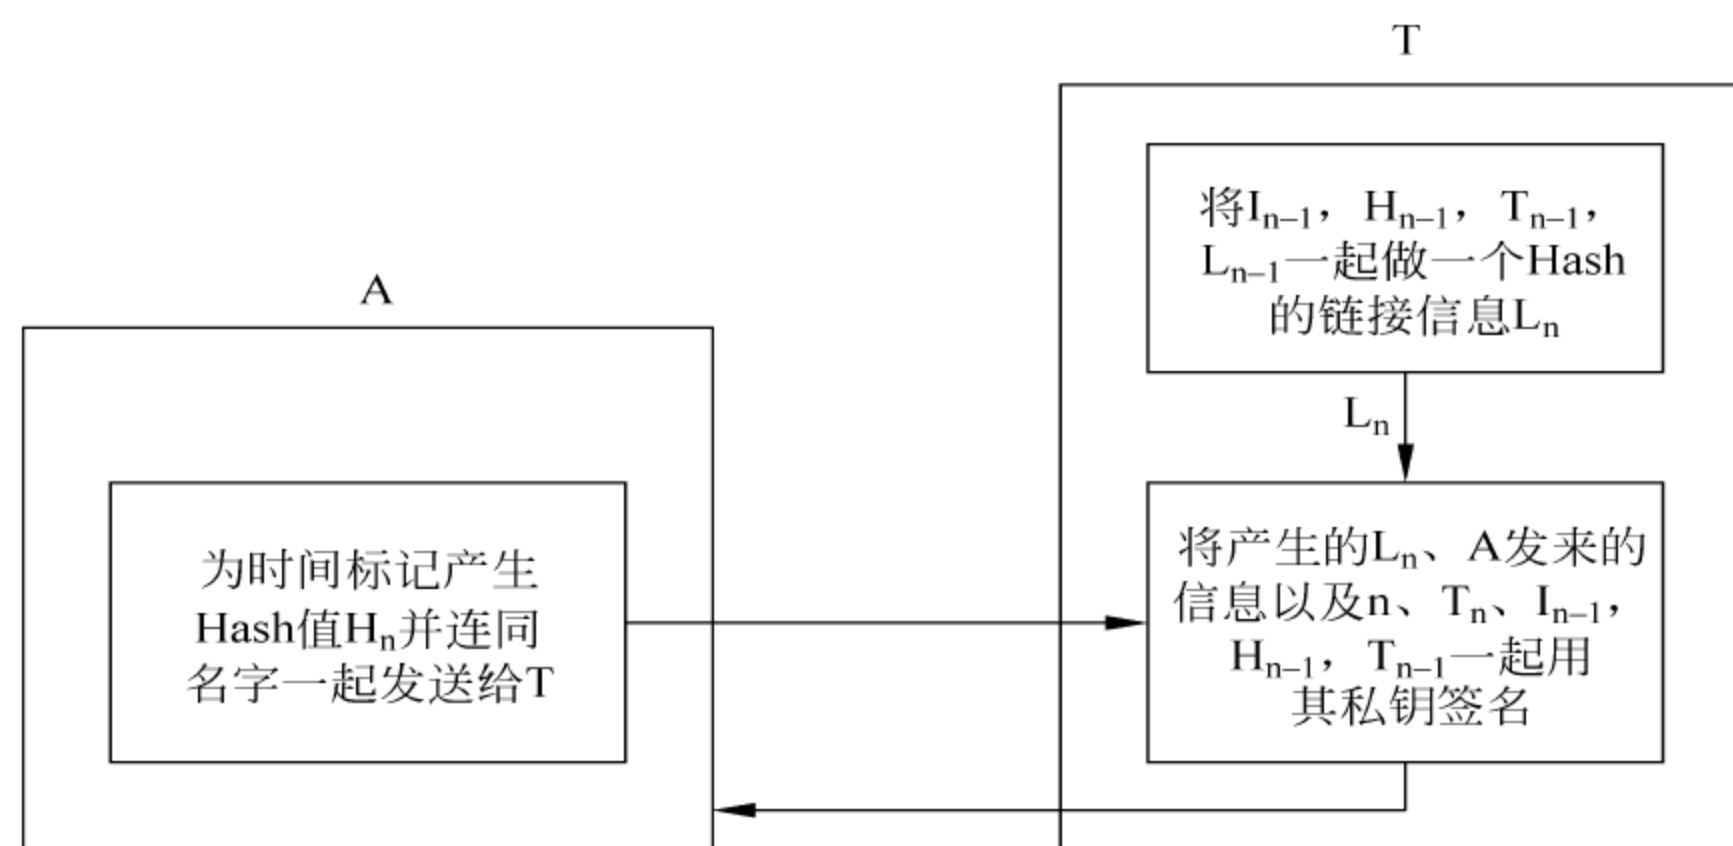 T
将Iₙ₋₁，Hₙ₋₁，Tₙ₋₁，
Lₙ₋₁一起做一个Hash
的链接信息Lₙ
A
Lₙ
为时间标记产生
Hash值Hₙ并连同
名字一起发送给T
将产生的Lₙ、A发来的
信息以及n、Tₙ、Iₙ₋₁，
Hₙ₋₁，Tₙ₋₁一起用
其私钥签名